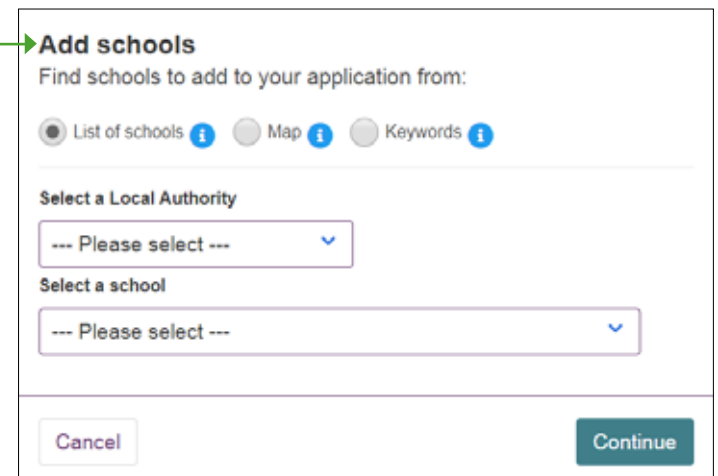 Add schools
Find schools to add to your application from:
List of schools i Map i Keywords i
Select a Local Authority
--- Please select ---
Select a school
--- Please select ---
Cancel Continue